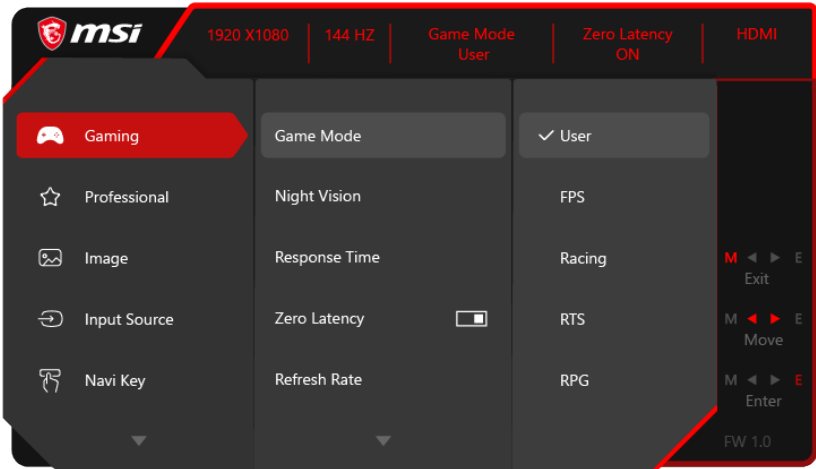 msi
1920 X1080
144 HZ
Game Mode
User
Zero Latency
ON
HDMI
Gaming
Professional
Image
Input Source
Navi Key
Game Mode
Night Vision
Response Time
Zero Latency
Refresh Rate
User
FPS
Racing
RTS
RPG
M E
Exit
M E
Move
M E
Enter
FW 1.0